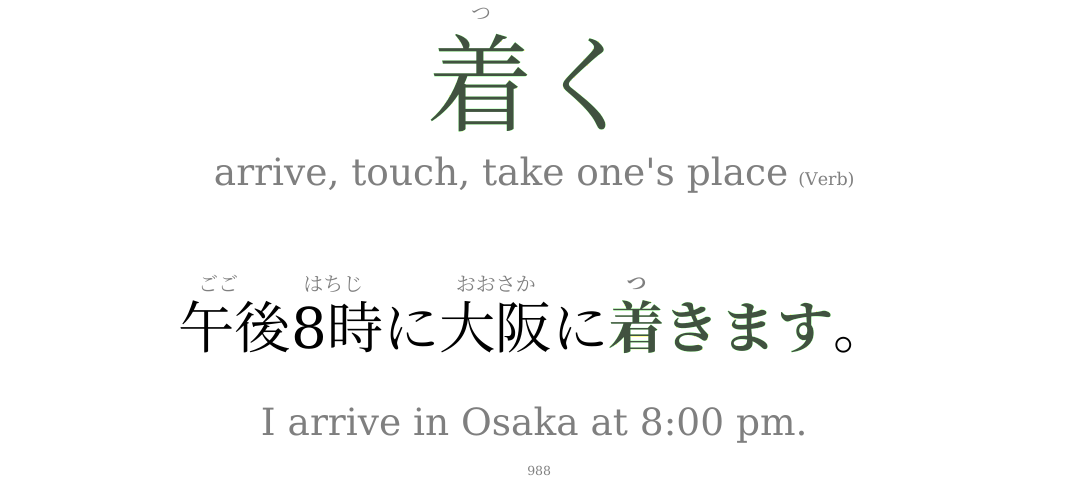 つ
着く
arrive, touch, take one's place (Verb)
ごご はちじ おおさか つ
午後8時に大阪に着きます。
I arrive in Osaka at 8:00 pm.
988